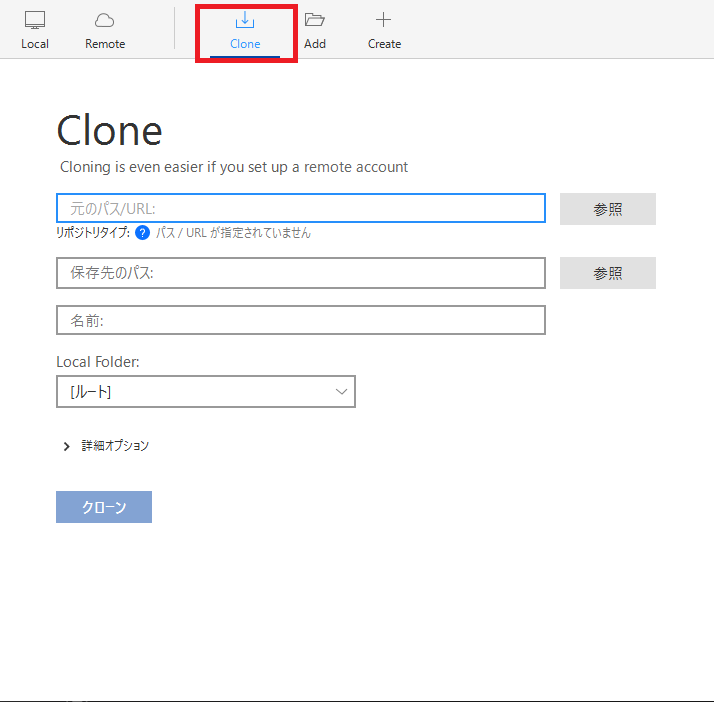 Local Remote Clone Add Create
Clone
Cloning is even easier if you set up a remote account
元のパス/URL: 参照
リポジトリタイプ: ? パス / URL が指定されていません
保存先のパス: 参照
名前:
Local Folder:
[ルート]
詳細オプション
クローン